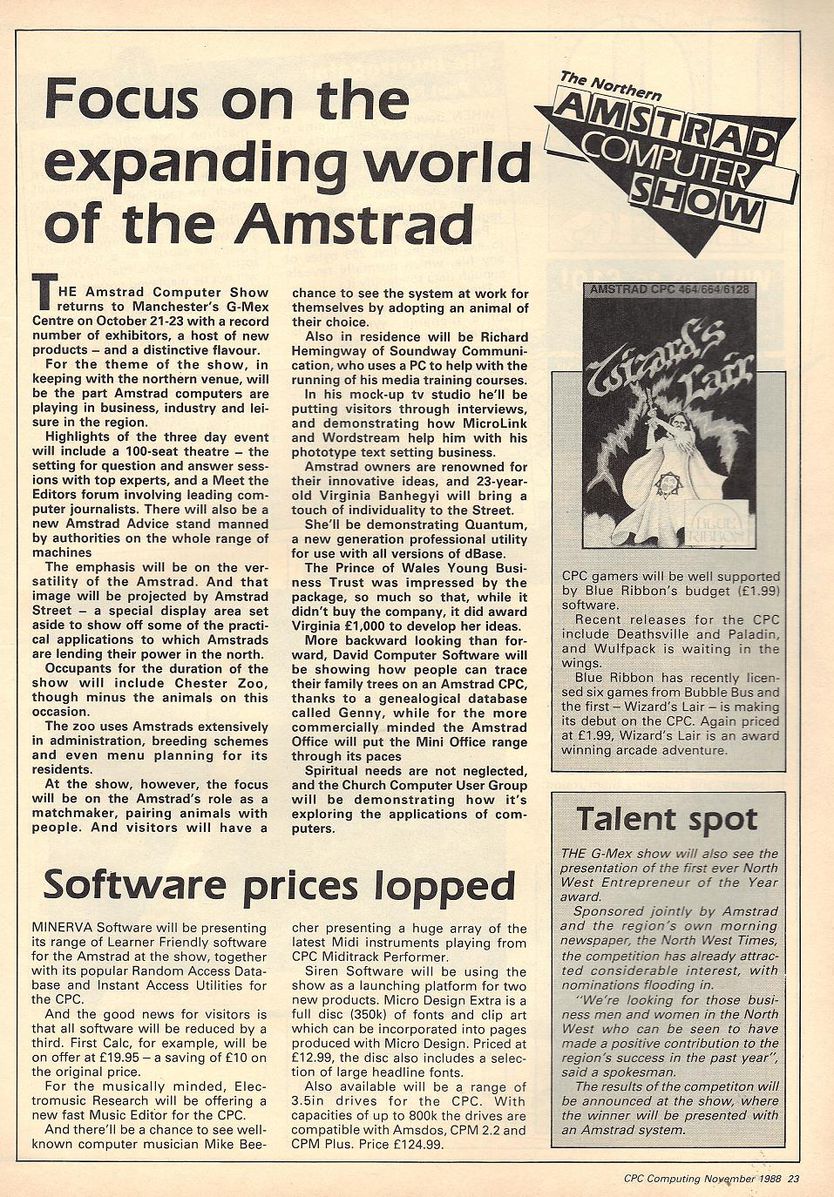 Focus on the
expanding world
of the Amstrad
The Northern
AMSTRAD
COMPUTER
SHOW
THE Amstrad Computer Show
returns to Manchester's G-Mex
Centre on October 21-23 with a record
number of exhibitors, a host of new
products – and a distinctive flavour.
For the theme of the show, in
keeping with the northern venue, will
be the part Amstrad computers are
playing in business, industry and lei-
sure in the region.
Highlights of the three day event
will include a 100-seat theatre – the
setting for question and answer sess-
ions with top experts, and a Meet the
Editors forum involving leading com-
puter journalists. There will also be a
new Amstrad Advice stand manned
by authorities on the whole range of
machines
The emphasis will be on the ver-
satility of the Amstrad. And that
image will be projected by Amstrad
Street – a special display area set
aside to show off some of the practi-
cal applications to which Amstrads
are lending their power in the north.
Occupants for the duration of the
show will include Chester Zoo,
though minus the animals on this
occasion.
The zoo uses Amstrads extensively
in administration, breeding schemes
and even menu planning for its
residents.
At the show, however, the focus
will be on the Amstrad's role as a
matchmaker, pairing animals with
people. And visitors will have a
chance to see the system at work for
themselves by adopting an animal of
their choice.
Also in residence will be Richard
Hemingway of Soundway Communi-
cation, who uses a PC to help with the
running of his media training courses.
In his mock-up tv studio he'll be
putting visitors through interviews,
and demonstrating how MicroLink
and Wordstream help him with his
phototype text setting business.
Amstrad owners are renowned for
their innovative ideas, and 23-year-
old Virginia Banhegyi will bring a
touch of individuality to the Street.
She'll be demonstrating Quantum,
a new generation professional utility
for use with all versions of dBase.
The Prince of Wales Young Busi-
ness Trust was impressed by the
package, so much so that, while it
didn't buy the company, it did award
Virginia £1,000 to develop her ideas.
More backward looking than for-
ward, David Computer Software will
be showing how people can trace
their family trees on an Amstrad CPC,
thanks to a genealogical database
called Genny, while for the more
commercially minded the Amstrad
Office will put the Mini Office range
through its paces
Spiritual needs are not neglected,
and the Church Computer User Group
will be demonstrating how it's
exploring the applications of com-
puters.
AMSTRAD CPC 464/664/6128
Wizard's
Lair
BLUE
RIBBON
CPC gamers will be well supported
by Blue Ribbon's budget (£1.99)
software.
Recent releases for the CPC
include Deathsville and Paladin,
and Wulfpack is waiting in the
wings.
Blue Ribbon has recently licen-
sed six games from Bubble Bus and
the first – Wizard's Lair – is making
its debut on the CPC. Again priced
at £1.99, Wizard's Lair is an award
winning arcade adventure.
Software prices lopped
MINERVA Software will be presenting
its range of Learner Friendly software
for the Amstrad at the show, together
with its popular Random Access Data-
base and Instant Access Utilities for
the CPC.
And the good news for visitors is
that all software will be reduced by a
third. First Calc, for example, will be
on offer at £19.95 – a saving of £10 on
the original price.
For the musically minded, Elec-
tromusic Research will be offering a
new fast Music Editor for the CPC.
And there'll be a chance to see well-
known computer musician Mike Bee-
cher presenting a huge array of the
latest Midi instruments playing from
CPC Miditrack Performer.
Siren Software will be using the
show as a launching platform for two
new products. Micro Design Extra is a
full disc (350k) of fonts and clip art
which can be incorporated into pages
produced with Micro Design. Priced at
£12.99, the disc also includes a selec-
tion of large headline fonts.
Also available will be a range of
3.5in drives for the CPC. With
capacities of up to 800k the drives are
compatible with Amsdos, CPM 2.2 and
CPM Plus. Price £124.99.
Talent spot
THE G-Mex show will also see the
presentation of the first ever North
West Entrepreneur of the Year
award.
Sponsored jointly by Amstrad
and the region's own morning
newspaper, the North West Times,
the competition has already attrac-
ted considerable interest, with
nominations flooding in.
"We're looking for those busi-
ness men and women in the North
West who can be seen to have
made a positive contribution to the
region's success in the past year",
said a spokesman.
The results of the competiton will
be announced at the show, where
the winner will be presented with
an Amstrad system.
CPC Computing November 1988 23